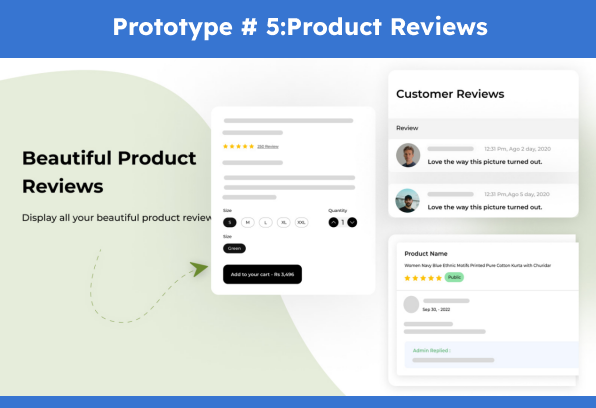 Prototype # 5:Product Reviews
Beautiful Product
Reviews
Display all your beautiful product review
Size
S M L XL XXL
Quantity
1
Size
Green
Add to your cart - Rs 3,496
Customer Reviews
Review
12:31 Pm, Ago 2 day, 2020
Love the way this picture turned out.
12:31 Pm,Ago 5 day, 2020
Love the way this picture turned out.
Product Name
Women Navy Blue Ethnic Motifs Printed Pure Cotton Kurta with Churidar
Public
Sep 30, - 2022
Admin Replied :